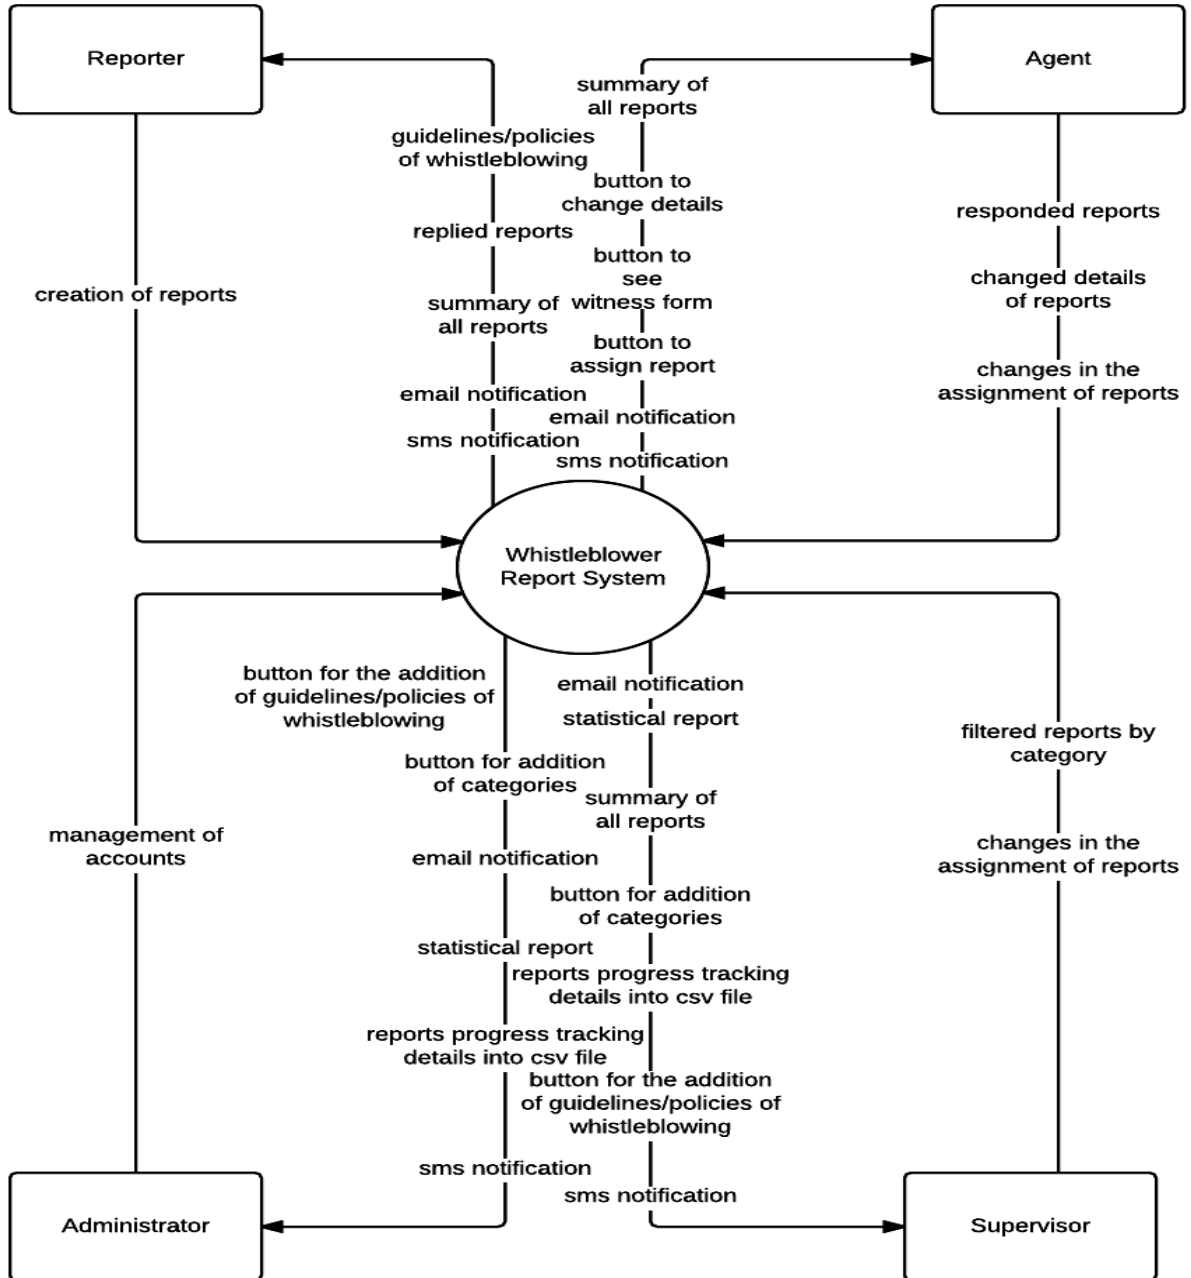 Reporter
Agent
summary of
all reports
guidelines/policies
of whistleblowing
button to
change details
replied reports
responded reports
button to
see
witness form
changed details
of reports
creation of reports
summary of
all reports
button to
assign report
changes in the
assignment of reports
email notification
email notification
sms notification
sms notification
Whistleblower
Report System
button for the addition
of guidelines/policies of
whistleblowing
email notification
statistical report
filtered reports by
category
button for addition
of categories
summary of
all reports
management of
accounts
changes in the
assignment of reports
email notification
button for addition
of categories
statistical report
reports progress tracking
details into csv file
reports progress tracking
details into csv file
button for the addition
of guidelines/policies of
whistleblowing
sms notification
sms notification
Administrator
Supervisor